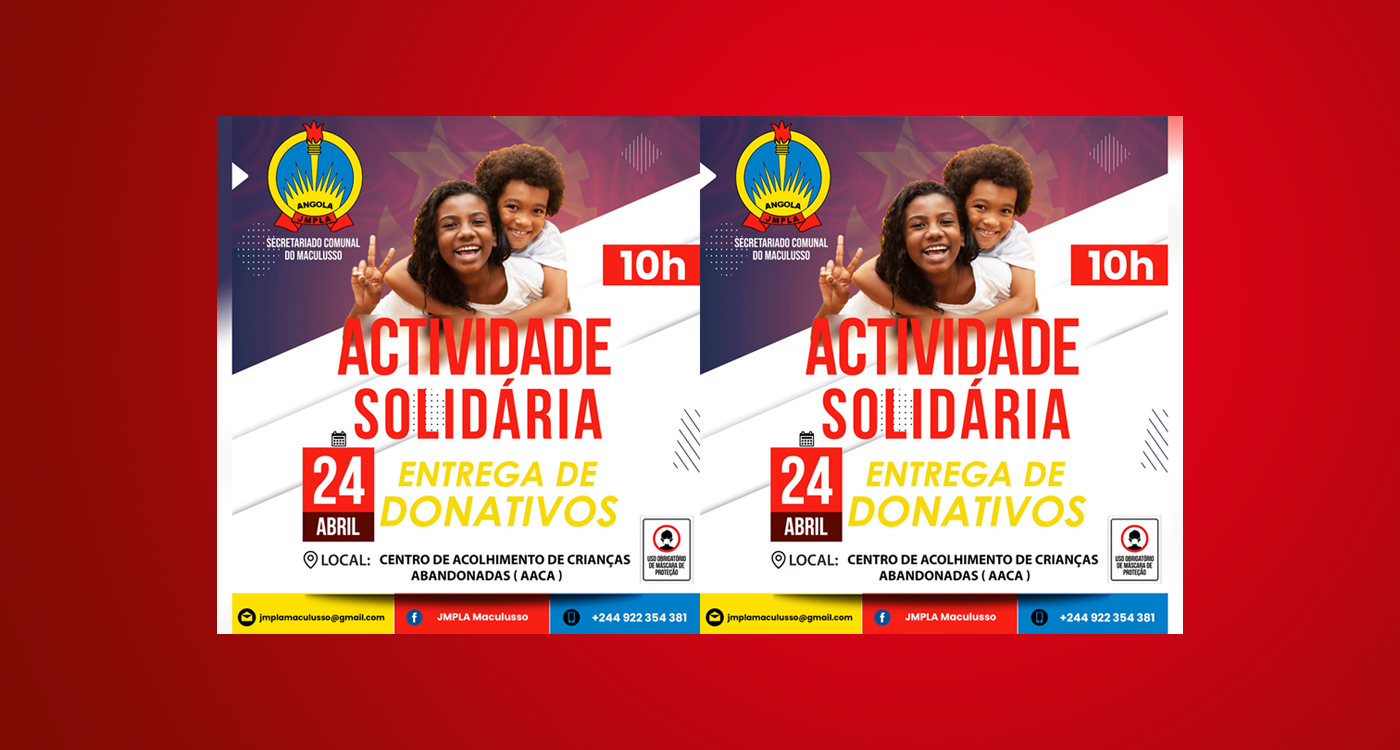 ANGOLA
JMPLA
SECRETARIADO COMUNAL
DO MACULUSSO
10h
ACTIVIDADE
SOLIDÁRIA
24
ABRIL
ENTREGA DE
DONATIVOS
LOCAL: CENTRO DE ACOLHIMENTO DE CRIANÇAS
ABANDONADAS ( AACA )
USO OBRIGATÓRIO
DE MÁSCARA DE
PROTEÇÃO
jmplamaculusso@gmail.com
JMPLA Maculusso
+244 922 354 381
ANGOLA
JMPLA
SECRETARIADO COMUNAL
DO MACULUSSO
10h
ACTIVIDADE
SOLIDÁRIA
24
ABRIL
ENTREGA DE
DONATIVOS
LOCAL: CENTRO DE ACOLHIMENTO DE CRIANÇAS
ABANDONADAS ( AACA )
USO OBRIGATÓRIO
DE MÁSCARA DE
PROTEÇÃO
jmplamaculusso@gmail.com
JMPLA Maculusso
+244 922 354 381